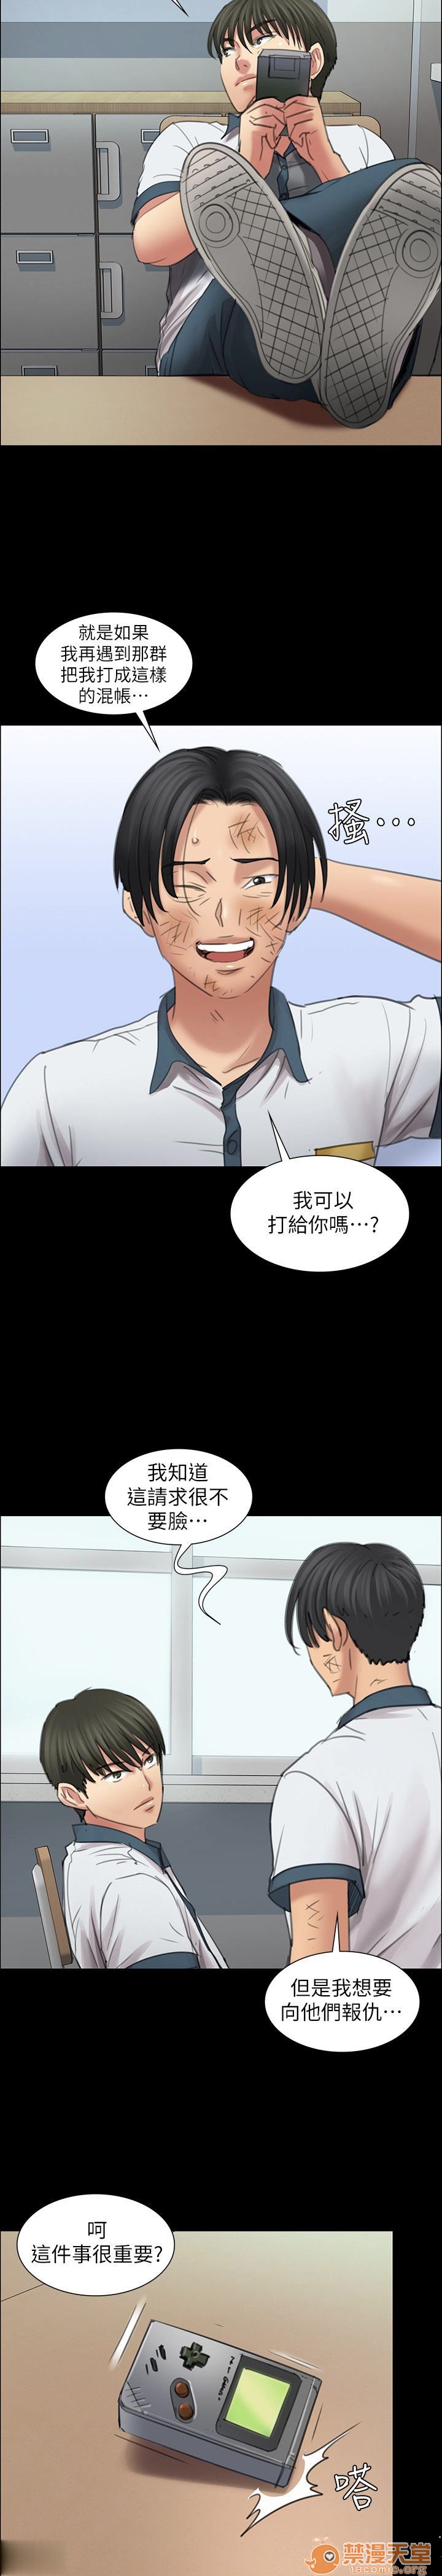 就是如果
我再遇到那群
把我打成這樣
的混帳⋯
搔⋯
我可以
打給你嗎⋯?
我知道
這請求很不
要臉⋯
但是我想要
向他們報仇⋯
呵
這件事很重要?
嗒
禁漫天堂
18comic.org